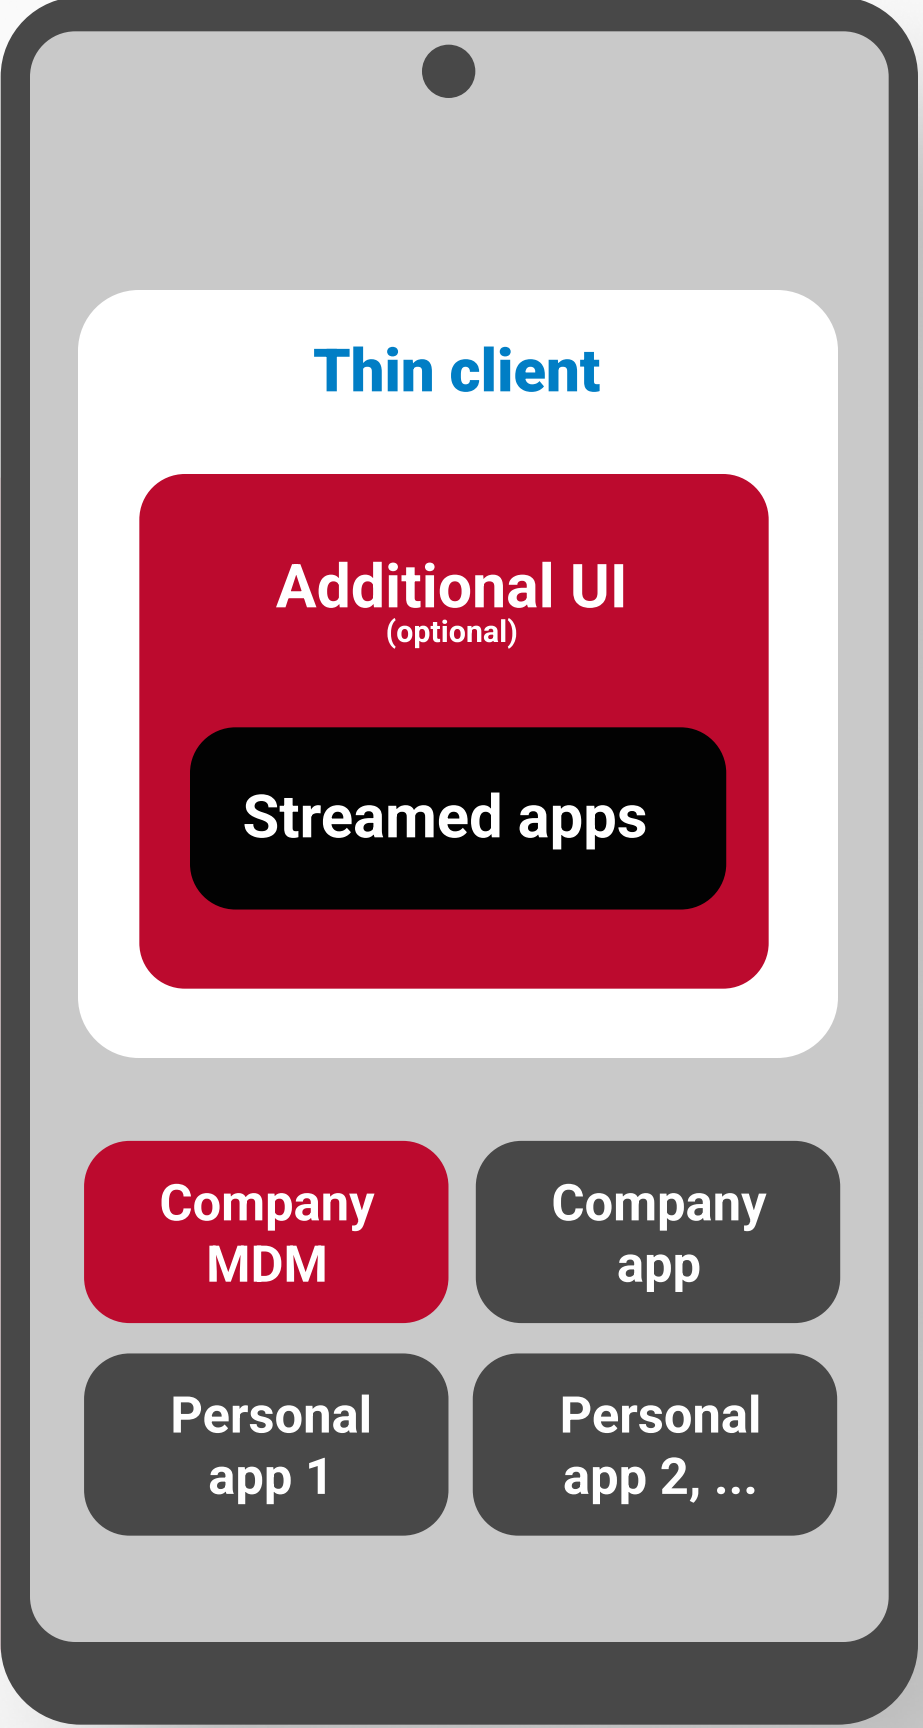 Thin client
Additional UI
(optional)
Streamed apps
Company
MDM
Company
app
Personal
app 1
Personal
app 2, ...